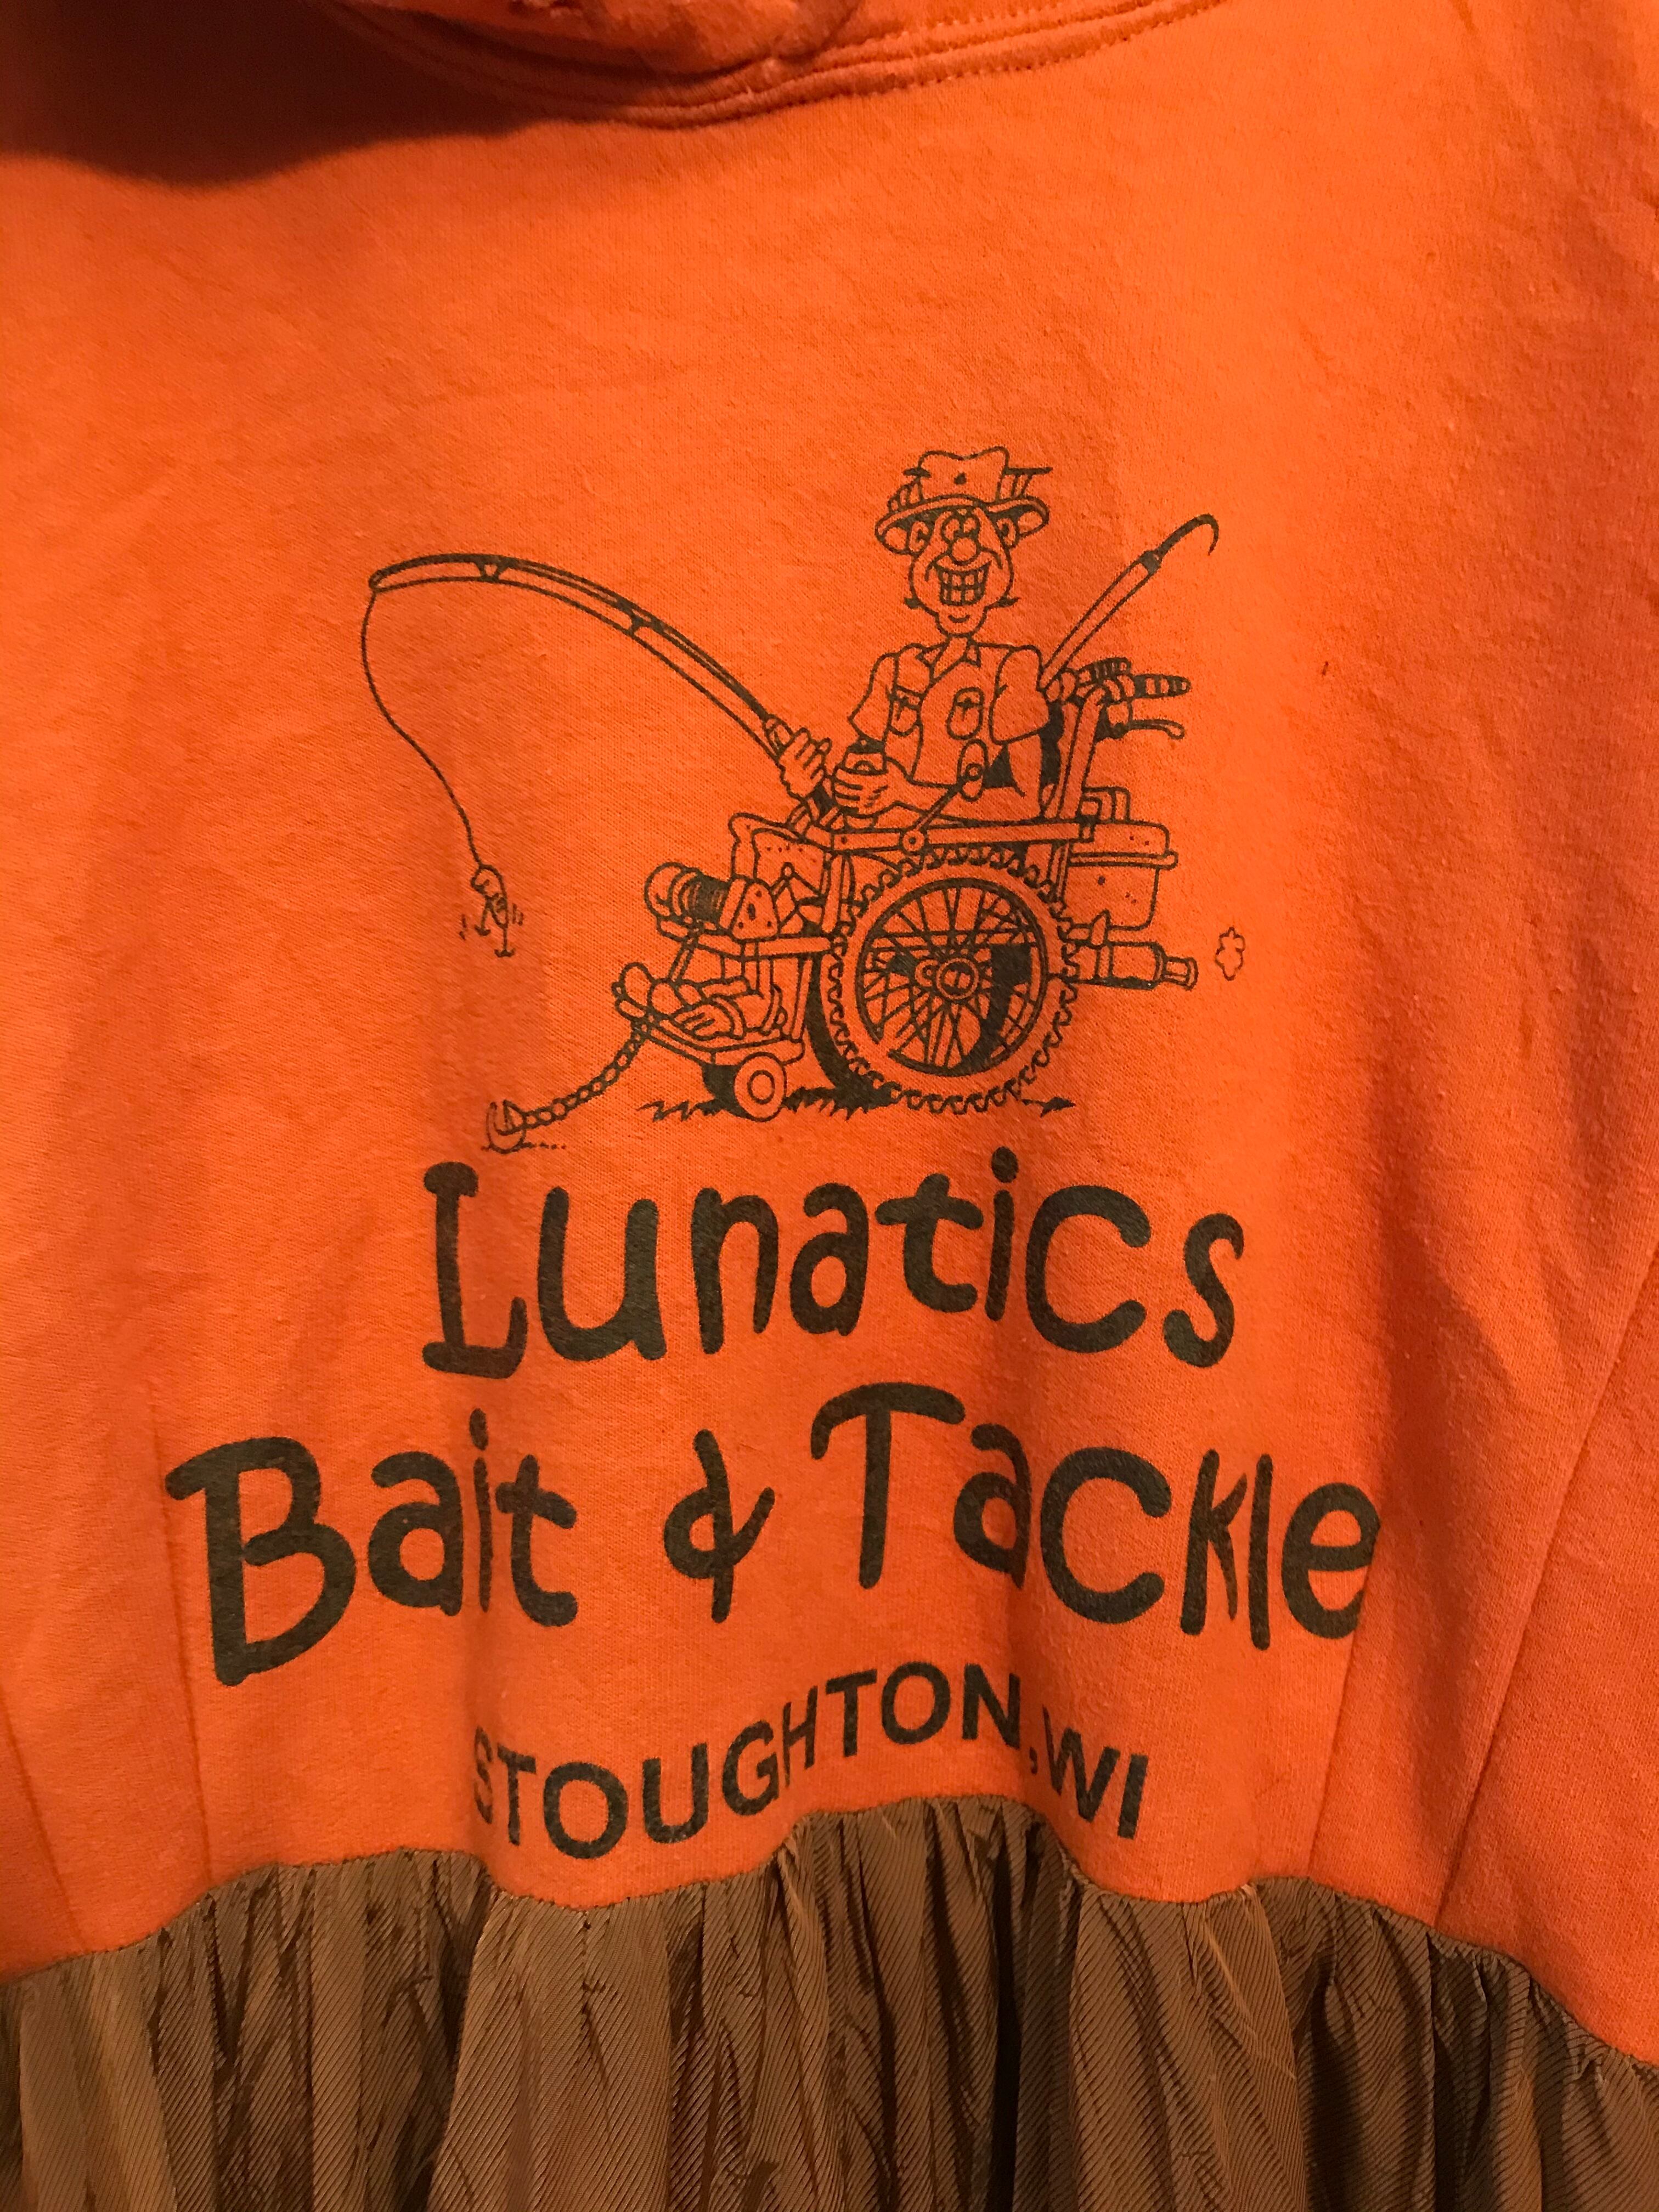 Lunatics
Bait & Tackle
STOUGHTON, WI